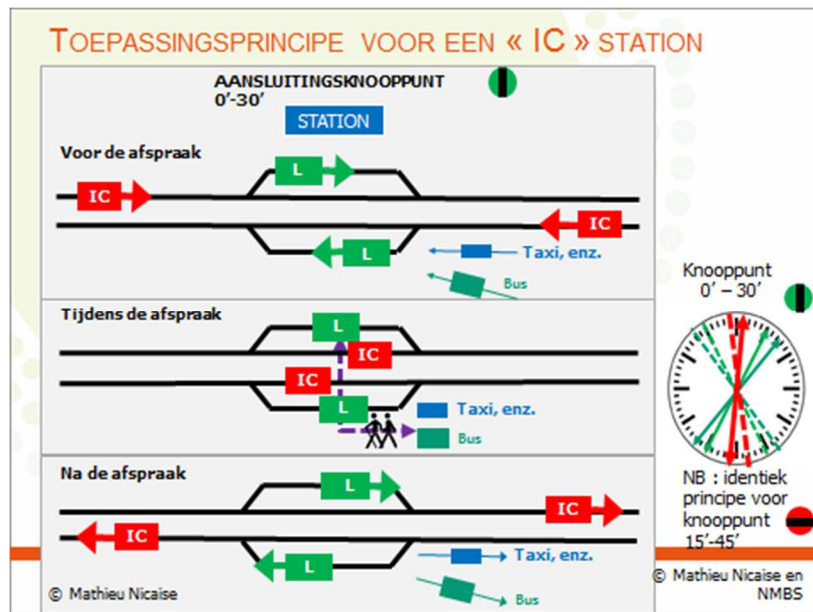 TOEPASSINGSPRINCIPE VOOR EEN « IC » STATION
AANSLUITINGSKNOOPPUNT
0’-30’
STATION
Voor de afspraak
L
IC
IC
L
Taxi, enz.
Bus
Tijdens de afspraak
L
IC
IC
L
Taxi, enz.
Bus
Na de afspraak
L
IC
IC
L
Taxi, enz.
Bus
© Mathieu Nicaise
Knooppunt
0’ – 30’
NB : identiek
principe voor
knooppunt
15’-45’
© Mathieu Nicaise en
NMBS